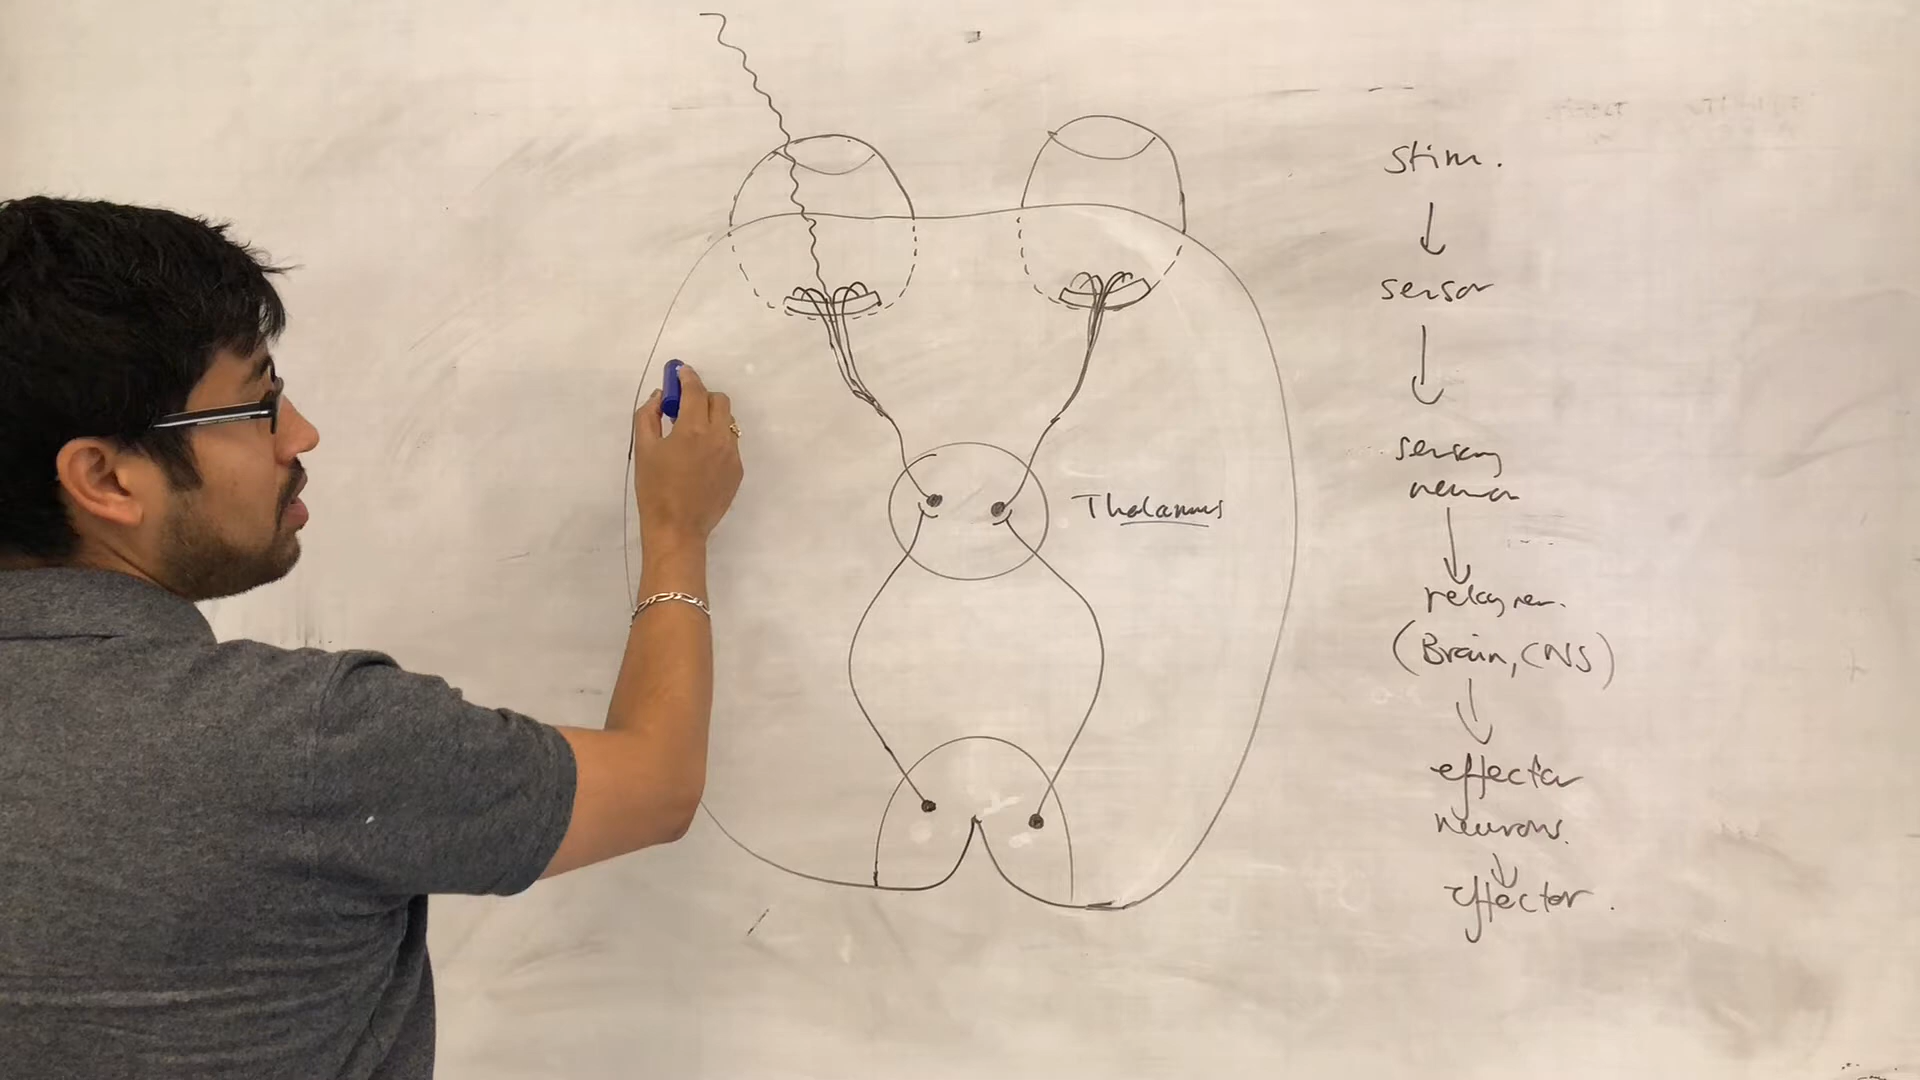 Thalamus
stim.
sensor
sensory
neuron
relay neu.
(Brain, CNS)
effector
neurons.
effector.